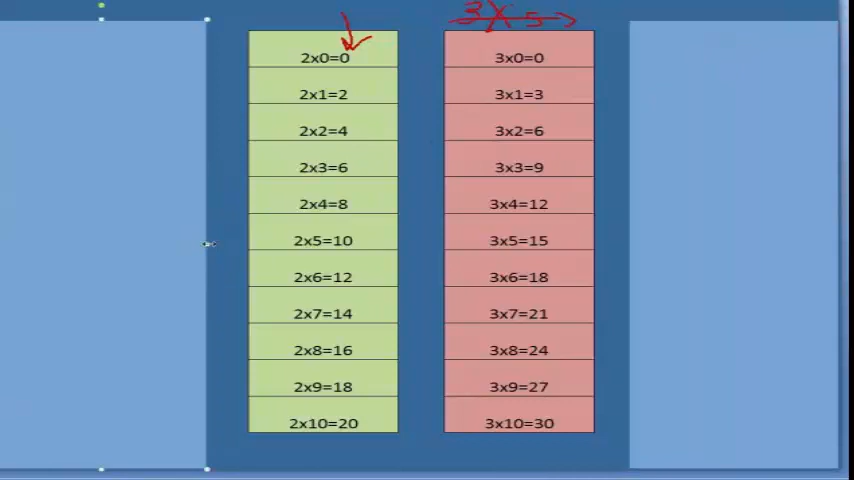 3x5
2x0=0
2x1=2
2x2=4
2x3=6
2x4=8
2x5=10
2x6=12
2x7=14
2x8=16
2x9=18
2x10=20
3x0=0
3x1=3
3x2=6
3x3=9
3x4=12
3x5=15
3x6=18
3x7=21
3x8=24
3x9=27
3x10=30